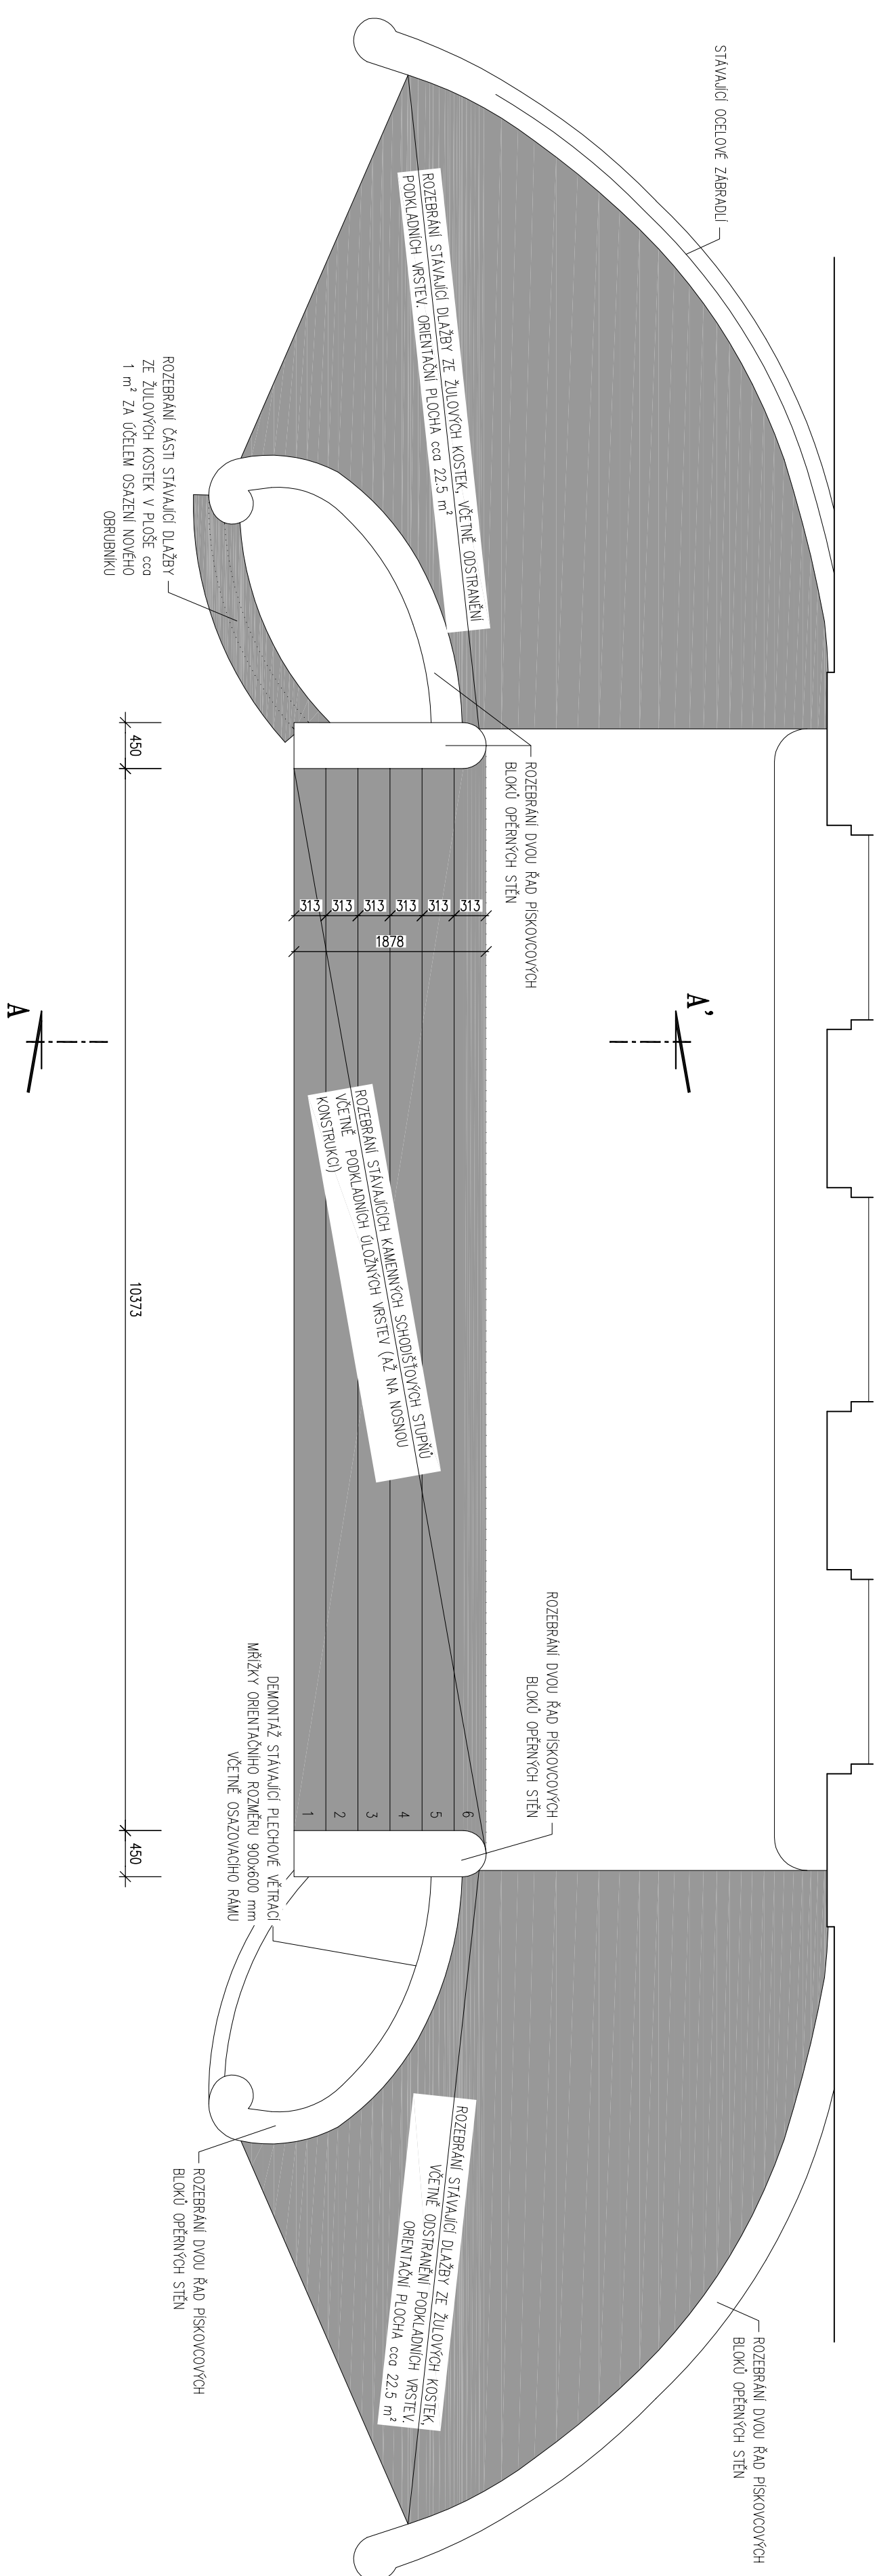 STÁVAJÍCÍ OCELOVÉ ZÁBRADLÍ
ROZEBRÁNÍ STÁVAJÍCÍ DLAŽBY ZE ŽULOVÝCH KOSTEK, VČETNĚ ODSTRANĚNÍ
PODKLADNÍCH VRSTEV. ORIENTAČNÍ PLOCHA cca 22.5 m²
ROZEBRÁNÍ ČÁSTI STÁVAJÍCÍ DLAŽBY
ZE ŽULOVÝCH KOSTEK V PLOŠE cca
1 m² ZA ÚČELEM OSAZENÍ NOVÉHO
OBRUBNÍKU
ROZEBRÁNÍ DVOU ŘAD PÍSKOVCOVÝCH
BLOKŮ OPĚRNÝCH STĚN
450
313
313
313
313
313
313
1878
A'
A
ROZEBRÁNÍ STÁVAJÍCÍCH KAMENNÝCH SCHODIŠŤOVÝCH STUPŇŮ
VČETNĚ PODKLADNÍCH ÚLOŽNÝCH VRSTEV (AŽ NA NOSNOU
KONSTRUKCI)
10373
ROZEBRÁNÍ DVOU ŘAD PÍSKOVCOVÝCH
BLOKŮ OPĚRNÝCH STĚN
6
5
4
3
2
1
DEMONTÁŽ STÁVAJÍCÍ PLECHOVÉ VĚTRACÍ
MŘÍŽKY ORIENTAČNÍHO ROZMĚRU 900x600 mm
VČETNĚ OSAZOVACÍHO RÁMU
450
ROZEBRÁNÍ STÁVAJÍCÍ DLAŽBY ZE ŽULOVÝCH KOSTEK,
VČETNĚ ODSTRANĚNÍ PODKLADNÍCH VRSTEV.
ORIENTAČNÍ PLOCHA cca 22.5 m²
ROZEBRÁNÍ DVOU ŘAD PÍSKOVCOVÝCH
BLOKŮ OPĚRNÝCH STĚN
ROZEBRÁNÍ DVOU ŘAD PÍSKOVCOVÝCH
BLOKŮ OPĚRNÝCH STĚN